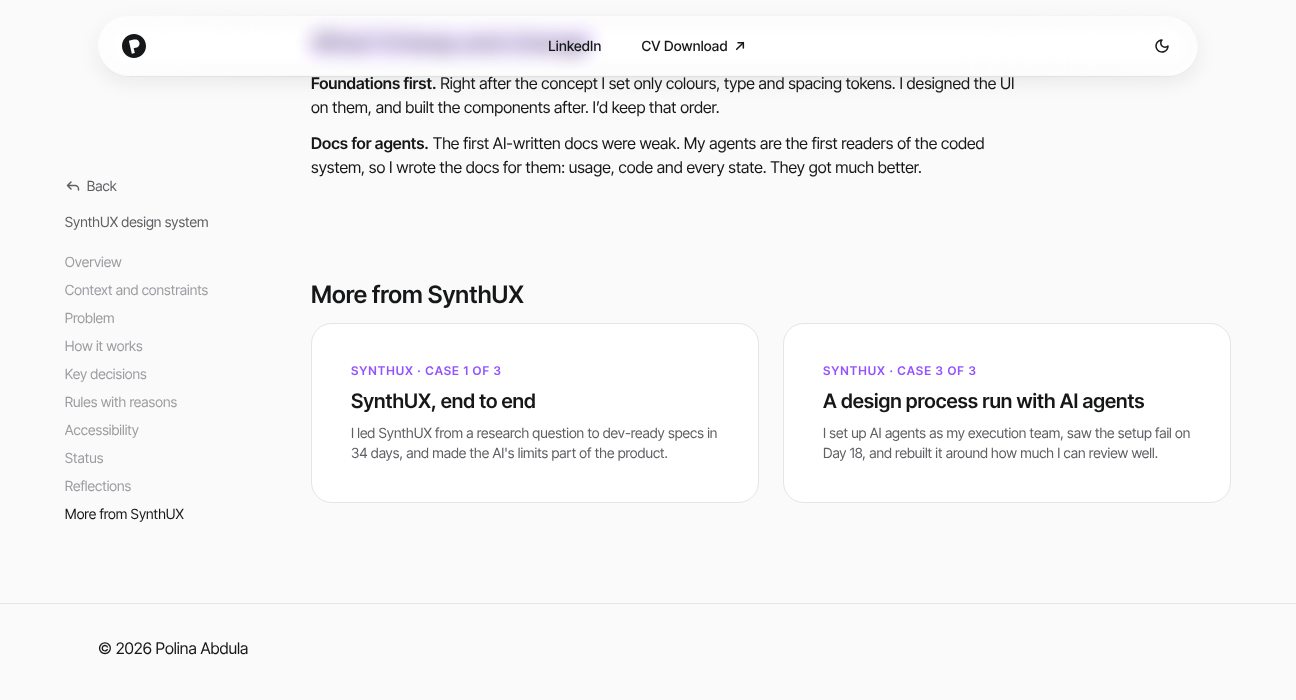 LinkedIn
CV Download
Foundations first. Right after the concept I set only colours, type and spacing tokens. I designed the UI
on them, and built the components after. I’d keep that order.
Docs for agents. The first AI-written docs were weak. My agents are the first readers of the coded
system, so I wrote the docs for them: usage, code and every state. They got much better.
Back
SynthUX design system
Overview
Context and constraints
Problem
How it works
Key decisions
Rules with reasons
Accessibility
Status
Reflections
More from SynthUX
More from SynthUX
SYNTHUX · CASE 1 OF 3
SynthUX, end to end
I led SynthUX from a research question to dev-ready specs in
34 days, and made the AI's limits part of the product.
SYNTHUX · CASE 3 OF 3
A design process run with AI agents
I set up AI agents as my execution team, saw the setup fail on
Day 18, and rebuilt it around how much I can review well.
© 2026 Polina Abdula